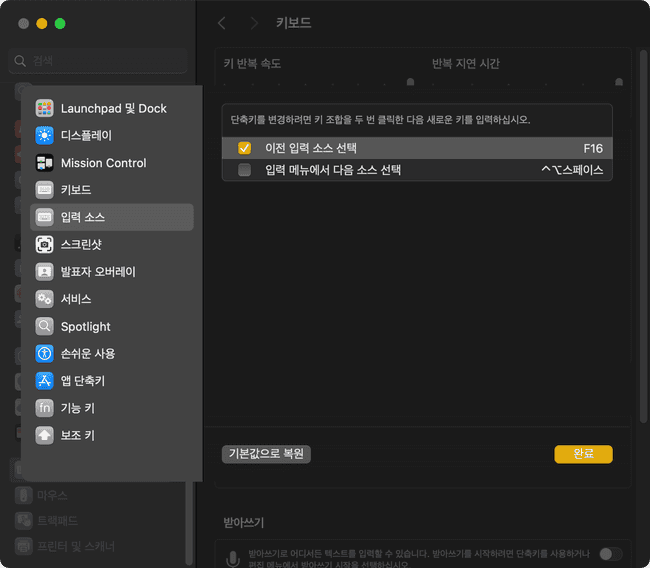 키보드
검색
키 반복 속도
반복 지연 시간
Launchpad 및 Dock
디스플레이
Mission Control
키보드
입력 소스
스크린샷
발표자 오버레이
서비스
Spotlight
손쉬운 사용
앱 단축키
fn 기능 키
보조 키
단축키를 변경하려면 키 조합을 두 번 클릭한 다음 새로운 키를 입력하십시오.
이전 입력 소스 선택 F16
입력 메뉴에서 다음 소스 선택 ^⌥스페이스
기본값으로 복원
완료
마우스
트랙패드
프린터 및 스캐너
받아쓰기
받아쓰기로 어디서든 텍스트를 입력할 수 있습니다. 받아쓰기를 시작하려면 단축키를 사용하거나
편집 메뉴에서 받아쓰기 시작을 선택하십시오.